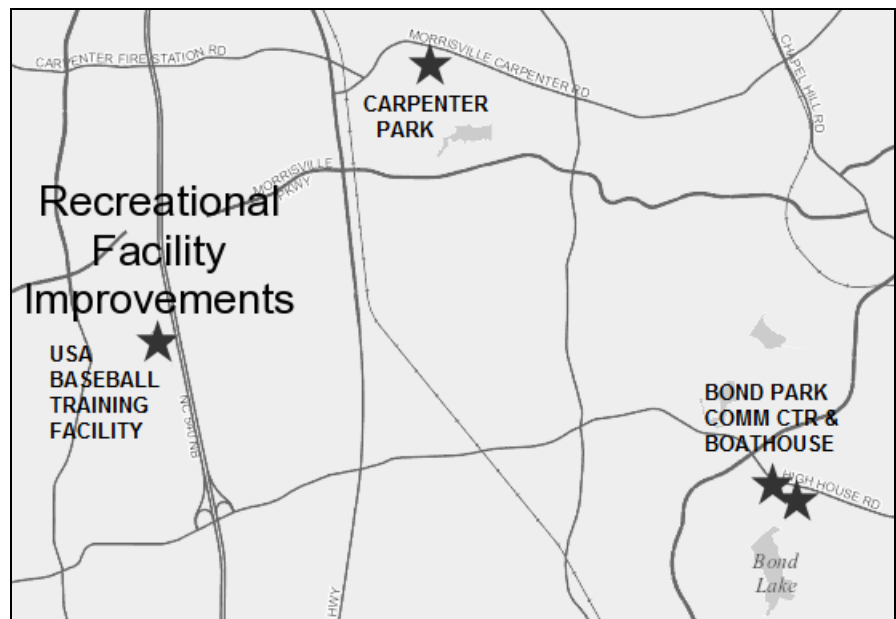 CARPENTER FIRE STATION RD
MORRISVILLE CARPENTER RD
CHAPEL HILL RD
CARPENTER
PARK
MORRISVILLE
PKWY
Recreational
Facility
Improvements
USA
BASEBALL
TRAINING
FACILITY
NC 540 NB
BOND PARK
COMM CTR &
BOATHOUSE
HIGH HOUSE RD
Bond
Lake
HWY